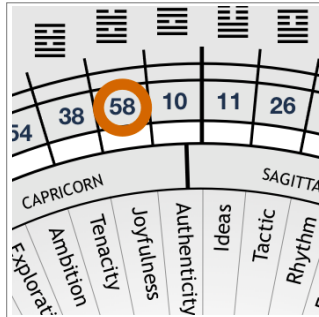 54 38 58 10 11 26
CAPRICORN SAGITTA
Explorati
Ambition
Tenacity
Joyfulness
Authenticity
Ideas
Tactic
Rhythm